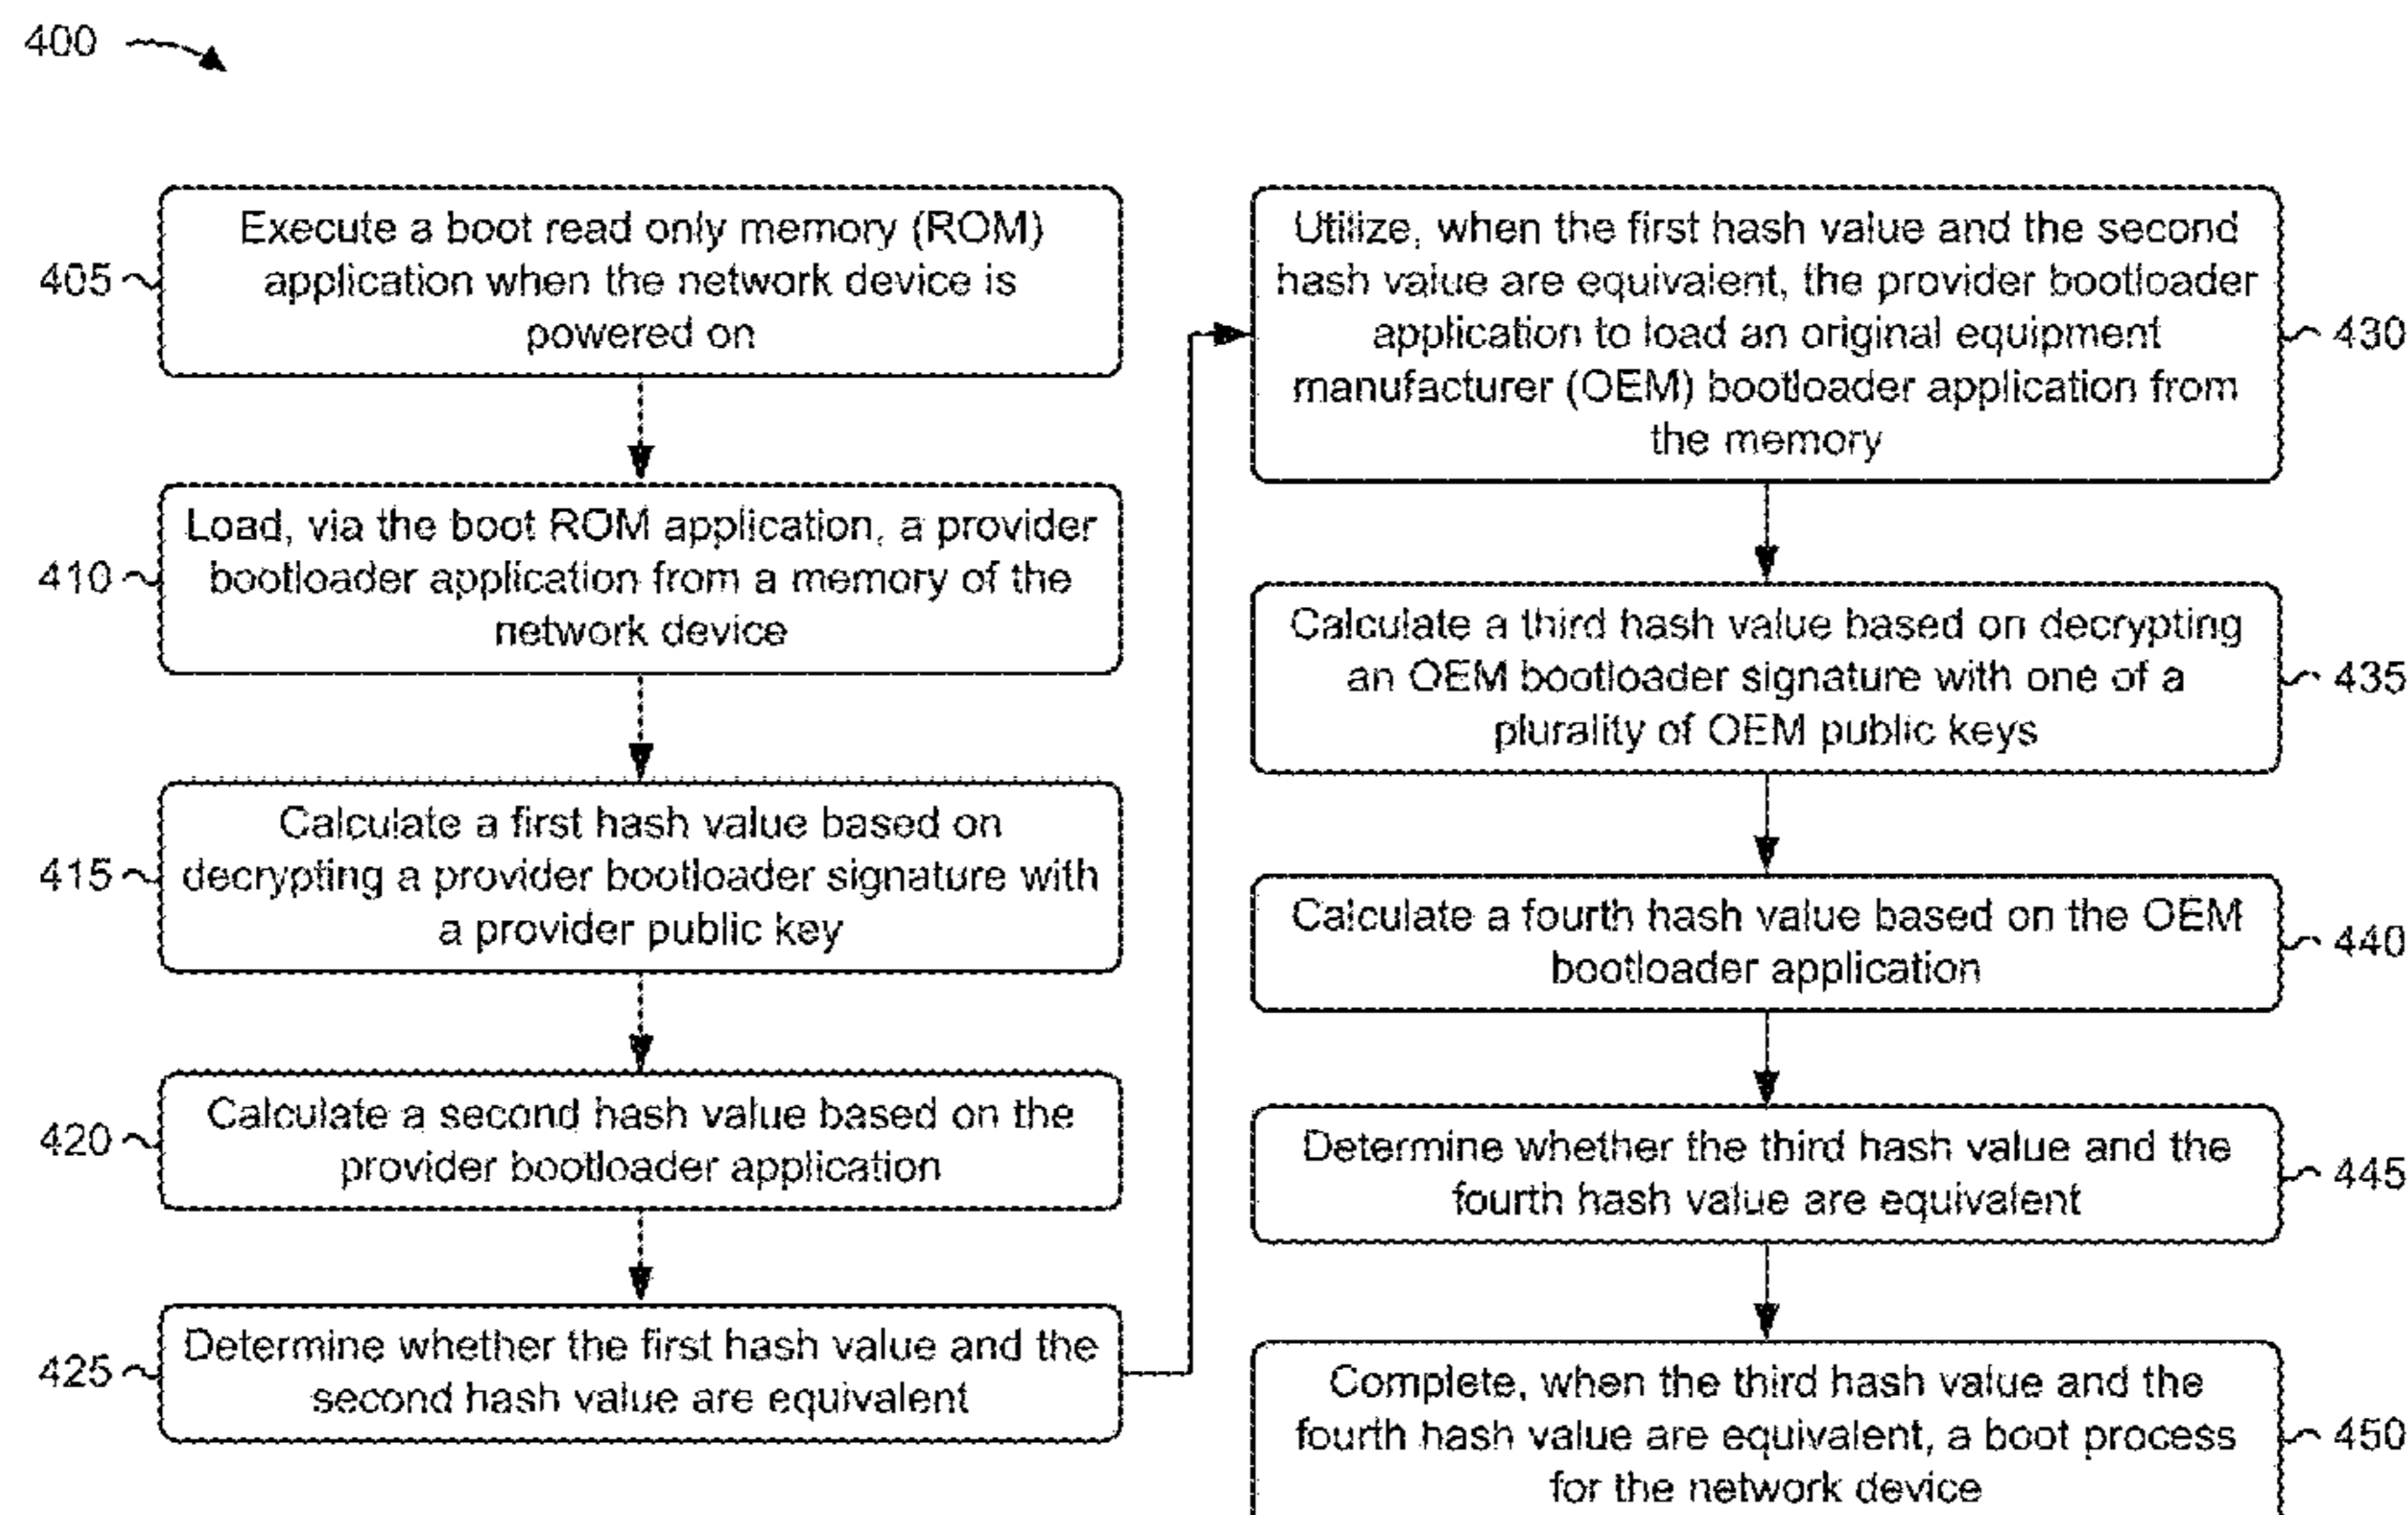 400
405
Execute a boot read only memory (ROM)
application when the network device is
powered on
410
Load, via the boot ROM application, a provider
bootloader application from a memory of the
network device
415
Calculate a first hash value based on
decrypting a provider bootloader signature with
a provider public key
420
Calculate a second hash value based on the
provider bootloader application
425
Determine whether the first hash value and the
second hash value are equivalent
Utilize, when the first hash value and the second
hash value are equivalent, the provider bootloader
application to load an original equipment
manufacturer (OEM) bootloader application from
the memory
430
Calculate a third hash value based on decrypting
an OEM bootloader signature with one of a
plurality of OEM public keys
435
Calculate a fourth hash value based on the OEM
bootloader application
440
Determine whether the third hash value and the
fourth hash value are equivalent
445
Complete, when the third hash value and the
fourth hash value are equivalent, a boot process
for the network device
450